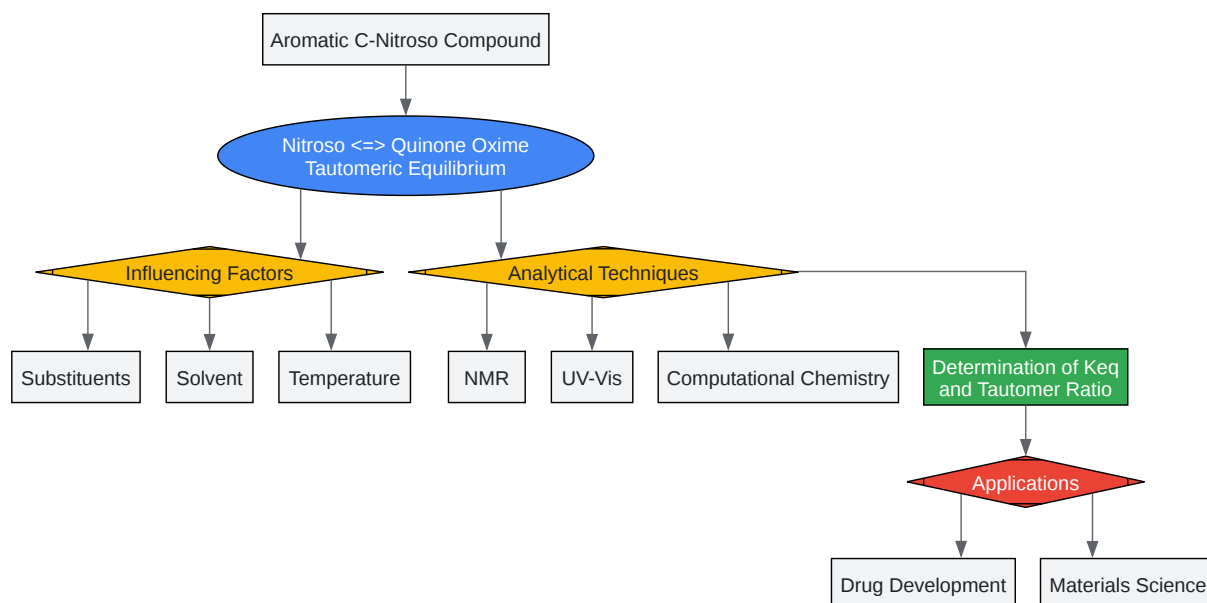 Aromatic C-Nitroso Compound
Nitroso <=> Quinone Oxime
Tautomeric Equilibrium
Influencing Factors
Analytical Techniques
Substituents
Solvent
Temperature
NMR
UV-Vis
Computational Chemistry
Determination of Keq
and Tautomer Ratio
Applications
Drug Development
Materials Science